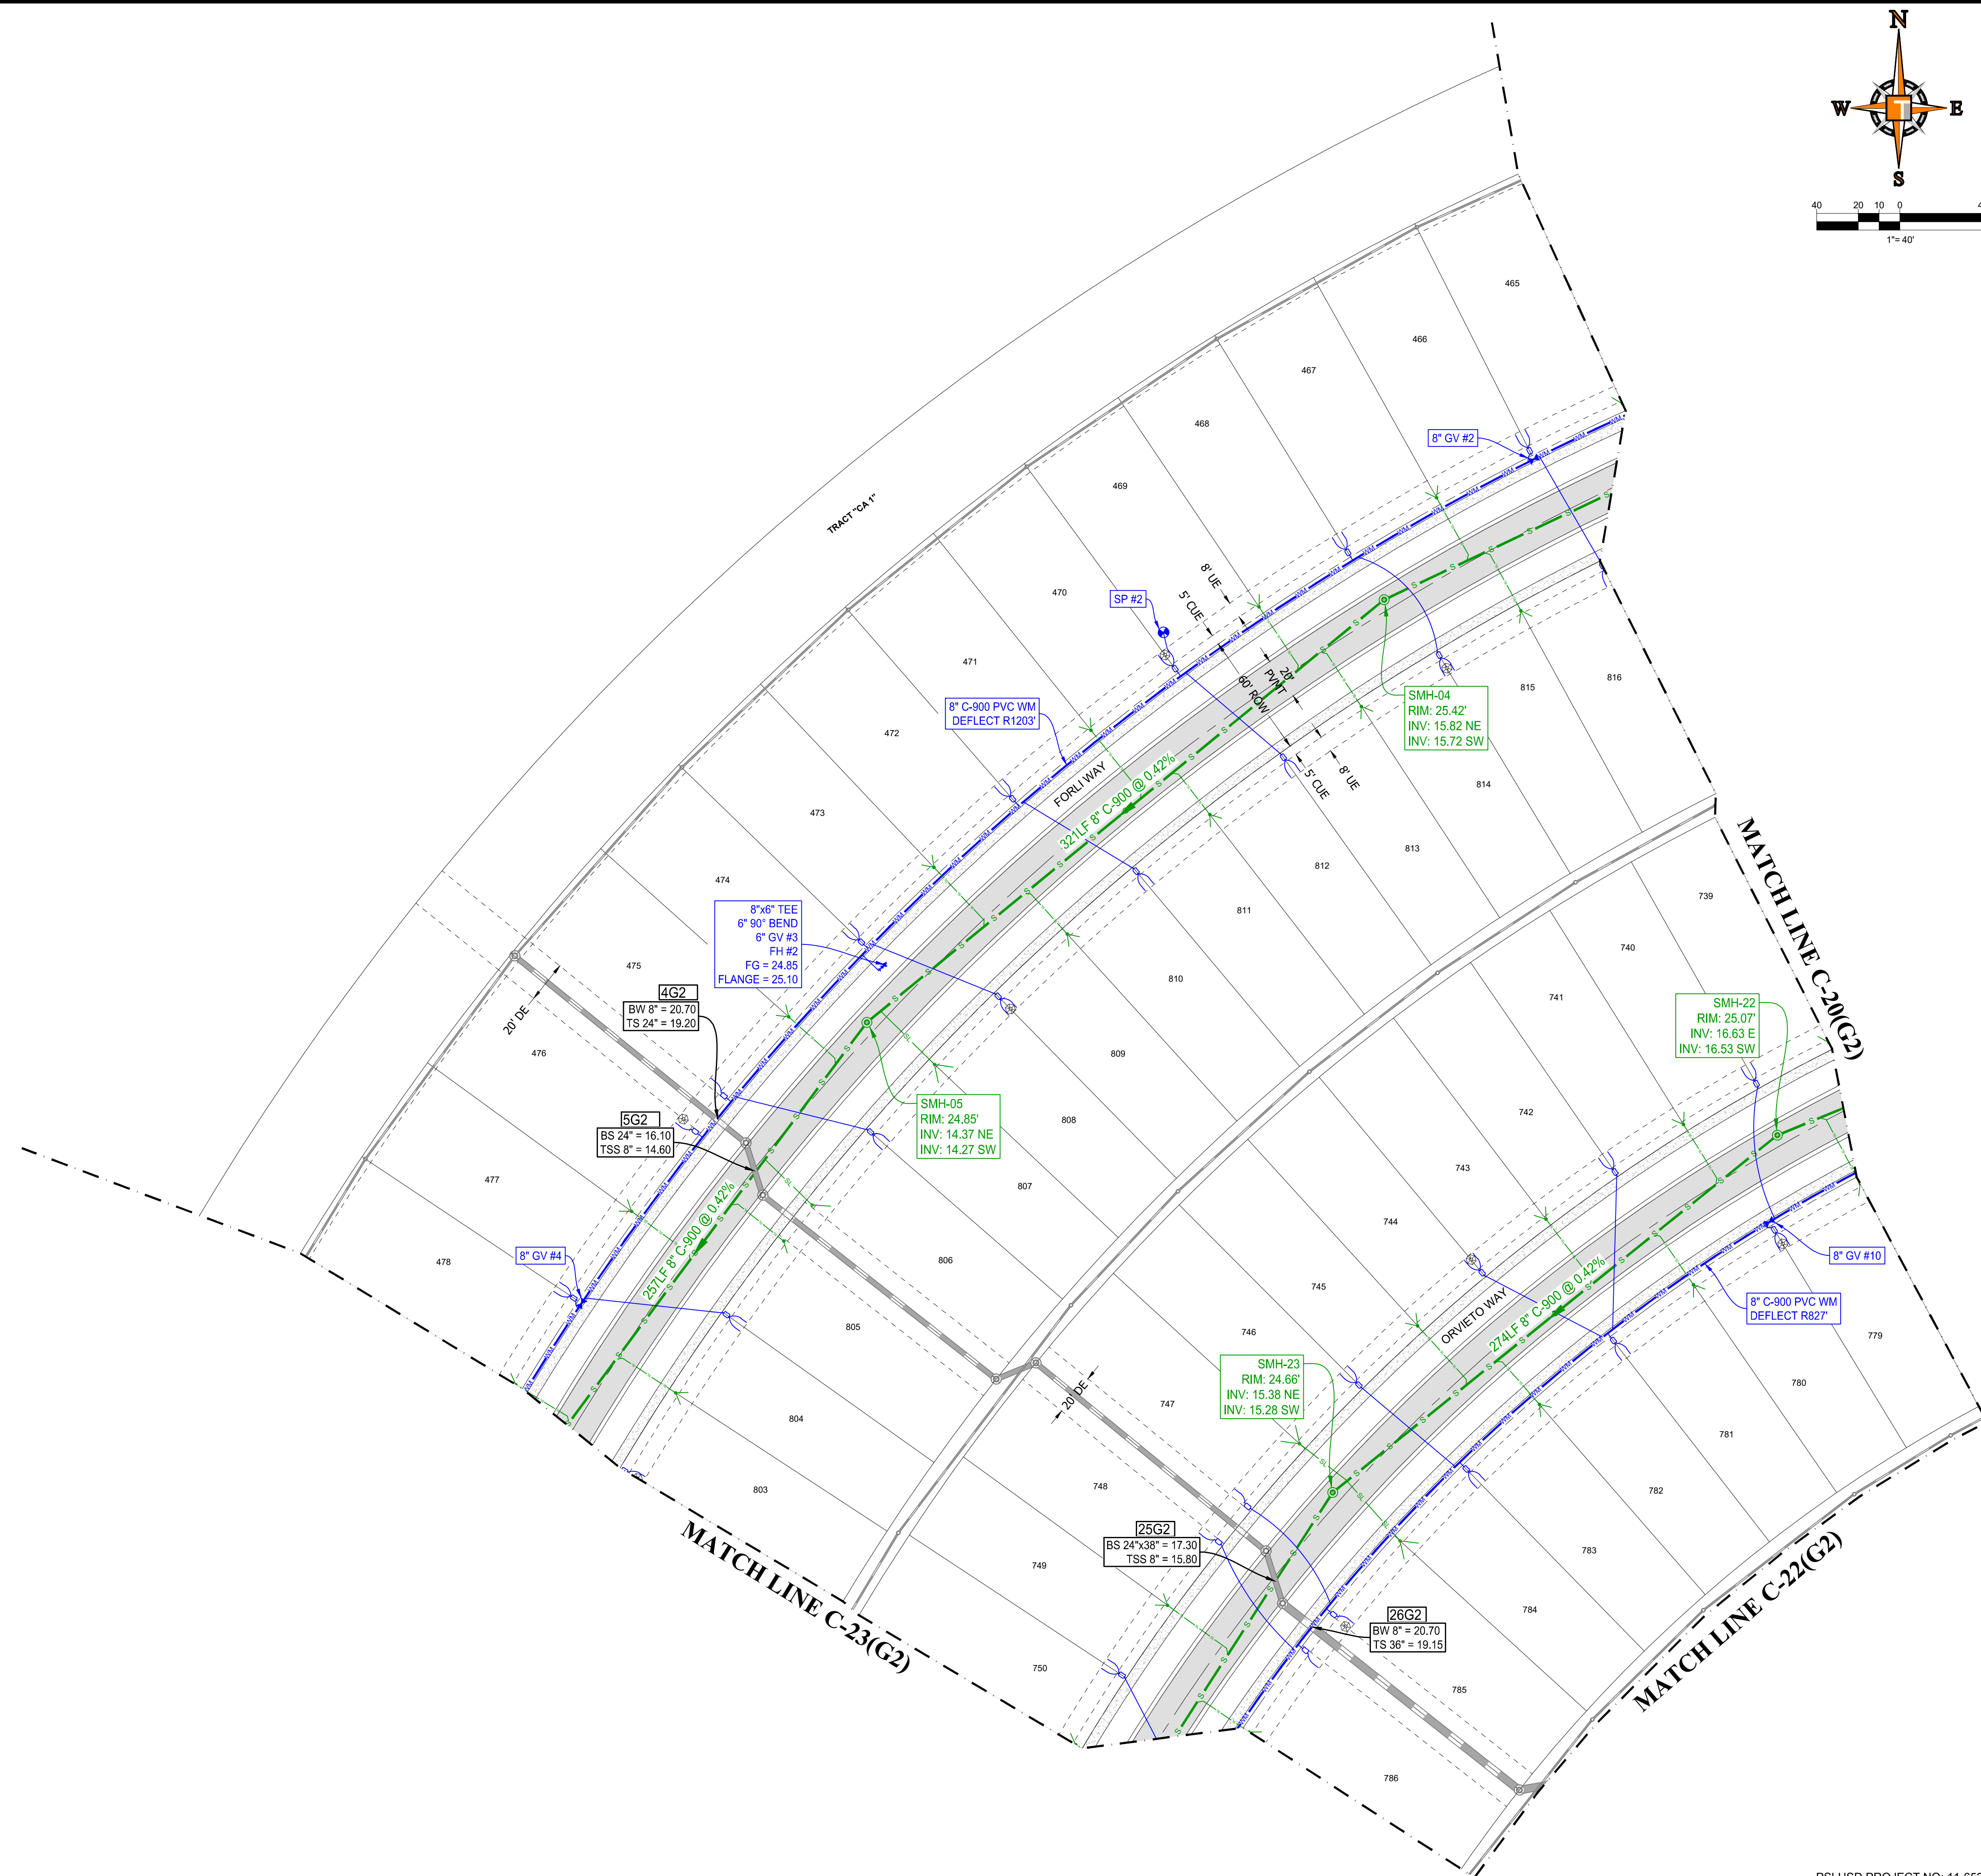 N
W
T
E
S
40 20 10 0
1"= 40'
465
466
467
468
469
8" GV #2
TRACT "CA 1"
470
SP #2
8' UE
5' CUE
20'
PVMT
60' ROW
5' CUE
8' UE
SMH-04
RIM: 25.42'
INV: 15.82 NE
INV: 15.72 SW
815
816
814
813
812
811
471
8" C-900 PVC WM
DEFLECT R1203'
472
FORLI WAY
321LF 8" C-900 @ 0.42%
473
474
8"x6" TEE
6" 90° BEND
6" GV #3
FH #2
FG = 24.85
FLANGE = 25.10
475
4G2
BW 8" = 20.70
TS 24" = 19.20
20' DE
476
5G2
BS 24" = 16.10
TSS 8" = 14.60
SMH-05
RIM: 24.85'
INV: 14.37 NE
INV: 14.27 SW
810
809
808
807
806
805
804
803
477
478
8" GV #4
257LF 8" C-900 @ 0.42%
MATCH LINE C-20(G2)
739
740
741
742
743
744
745
746
747
748
749
750
SMH-22
RIM: 25.07'
INV: 16.63 E
INV: 16.53 SW
8" GV #10
8" C-900 PVC WM
DEFLECT R827'
779
780
781
782
783
784
785
786
ORVIETO WAY
274LF 8" C-900 @ 0.42%
SMH-23
RIM: 24.66'
INV: 15.38 NE
INV: 15.28 SW
20' DE
25G2
BS 24"x38" = 17.30
TSS 8" = 15.80
26G2
BW 8" = 20.70
TS 36" = 19.15
MATCH LINE C-23(G2)
MATCH LINE C-22(G2)